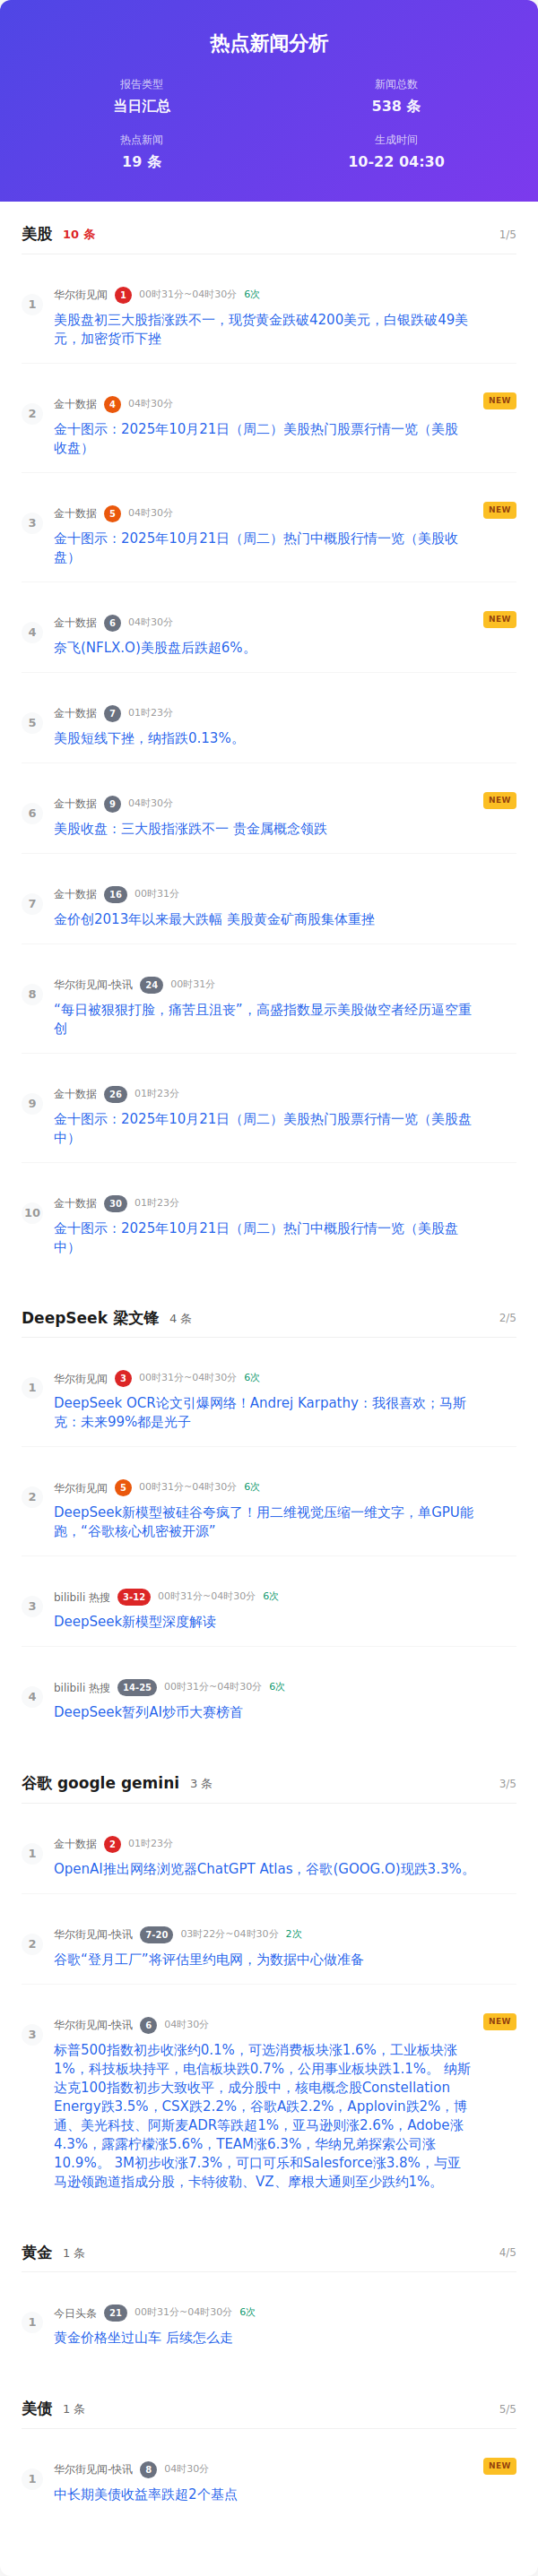 热点新闻分析
报告类型
当日汇总
新闻总数
538 条
热点新闻
19 条
生成时间
10-22 04:30
美股 10 条 1/5
1 华尔街见闻 1 00时31分~04时30分 6次
美股盘初三大股指涨跌不一，现货黄金跌破4200美元，白银跌破49美
元，加密货币下挫
2 金十数据 4 04时30分 NEW
金十图示：2025年10月21日（周二）美股热门股票行情一览（美股
收盘）
3 金十数据 5 04时30分 NEW
金十图示：2025年10月21日（周二）热门中概股行情一览（美股收
盘）
4 金十数据 6 04时30分 NEW
奈飞(NFLX.O)美股盘后跌超6%。
5 金十数据 7 01时23分
美股短线下挫，纳指跌0.13%。
6 金十数据 9 04时30分 NEW
美股收盘：三大股指涨跌不一 贵金属概念领跌
7 金十数据 16 00时31分
金价创2013年以来最大跌幅 美股黄金矿商股集体重挫
8 华尔街见闻-快讯 24 00时31分
“每日被狠狠打脸，痛苦且沮丧”，高盛指数显示美股做空者经历逼空重
创
9 金十数据 26 01时23分
金十图示：2025年10月21日（周二）美股热门股票行情一览（美股盘
中）
10 金十数据 30 01时23分
金十图示：2025年10月21日（周二）热门中概股行情一览（美股盘
中）
DeepSeek 梁文锋 4 条 2/5
1 华尔街见闻 3 00时31分~04时30分 6次
DeepSeek OCR论文引爆网络！Andrej Karpathy：我很喜欢；马斯
克：未来99%都是光子
2 华尔街见闻 5 00时31分~04时30分 6次
DeepSeek新模型被硅谷夸疯了！用二维视觉压缩一维文字，单GPU能
跑，“谷歌核心机密被开源”
3 bilibili 热搜 3-12 00时31分~04时30分 6次
DeepSeek新模型深度解读
4 bilibili 热搜 14-25 00时31分~04时30分 6次
DeepSeek暂列AI炒币大赛榜首
谷歌 google gemini 3 条 3/5
1 金十数据 2 01时23分
OpenAI推出网络浏览器ChatGPT Atlas，谷歌(GOOG.O)现跌3.3%。
2 华尔街见闻-快讯 7-20 03时22分~04时30分 2次
谷歌“登月工厂”将评估里约电网，为数据中心做准备
3 华尔街见闻-快讯 6 04时30分 NEW
标普500指数初步收涨约0.1%，可选消费板块涨1.6%，工业板块涨
1%，科技板块持平，电信板块跌0.7%，公用事业板块跌1.1%。 纳斯
达克100指数初步大致收平，成分股中，核电概念股Constellation
Energy跌3.5%，CSX跌2.2%，谷歌A跌2.2%，Applovin跌2%，博
通、美光科技、阿斯麦ADR等跌超1%，亚马逊则涨2.6%，Adobe涨
4.3%，露露柠檬涨5.6%，TEAM涨6.3%，华纳兄弟探索公司涨
10.9%。 3M初步收涨7.3%，可口可乐和Salesforce涨3.8%，与亚
马逊领跑道指成分股，卡特彼勒、VZ、摩根大通则至少跌约1%。
黄金 1 条 4/5
1 今日头条 21 00时31分~04时30分 6次
黄金价格坐过山车 后续怎么走
美债 1 条 5/5
1 华尔街见闻-快讯 8 04时30分 NEW
中长期美债收益率跌超2个基点